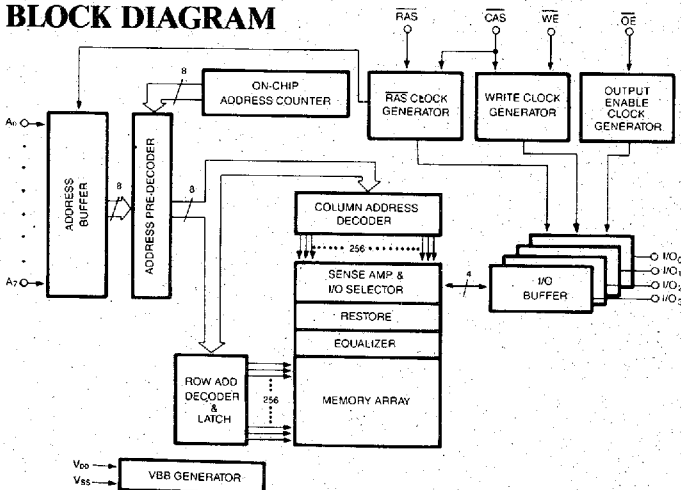 BLOCK DIAGRAM
RAS CAS WE OE
8
ON-CHIP
ADDRESS COUNTER
RAS CLOCK
GENERATOR
WRITE CLOCK
GENERATOR
OUTPUT
ENABLE
CLOCK
GENERATOR
A0
A7
ADDRESS
BUFFER
8
ADDRESS PRE-DECODER
8
COLUMN ADDRESS
DECODER
256
SENSE AMP &
I/O SELECTOR
RESTORE
EQUALIZER
MEMORY ARRAY
4
I/O
BUFFER
I/O0
I/O1
I/O2
I/O3
ROW ADD
DECODER
&
LATCH
256
VDD
VSS
VBB GENERATOR